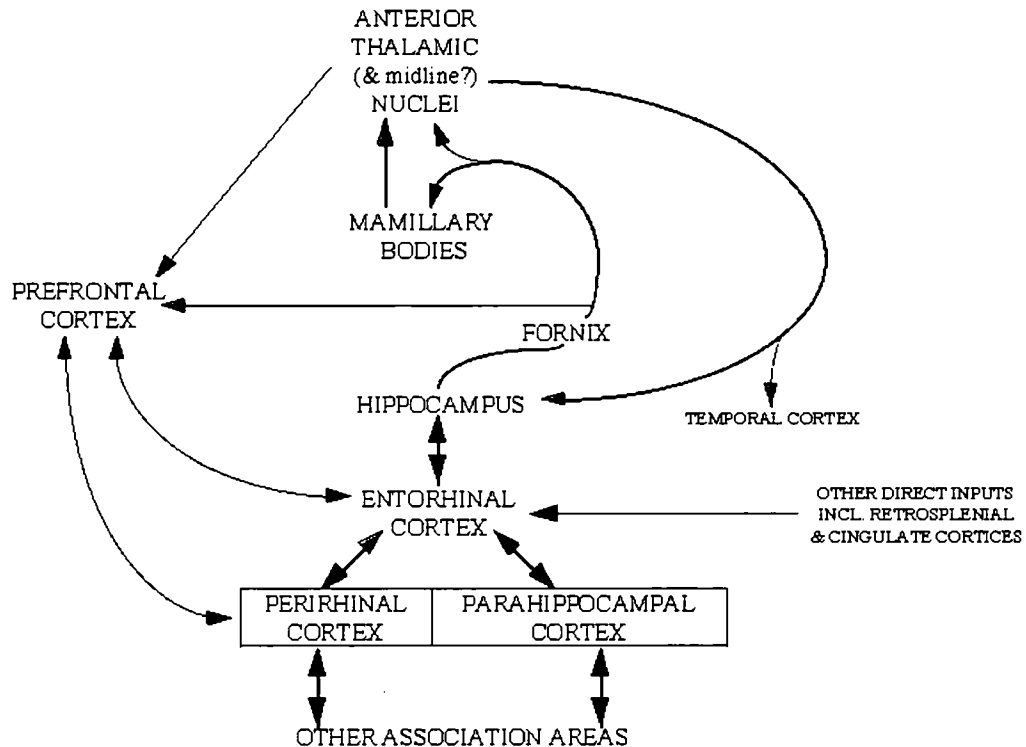 ANTERIOR
THALAMIC
(& midline?)
NUCLEI
MAMILLARY
BODIES
PREFRONTAL
CORTEX
FORNIX
HIPPOCAMPUS
TEMPORAL CORTEX
ENTORHINAL
CORTEX
OTHER DIRECT INPUTS
INCL. RETROSPLENIAL
& CINGULATE CORTICES
PERIRHINAL
CORTEX
PARAHIPPOCAMPAL
CORTEX
OTHER ASSOCIATION AREAS